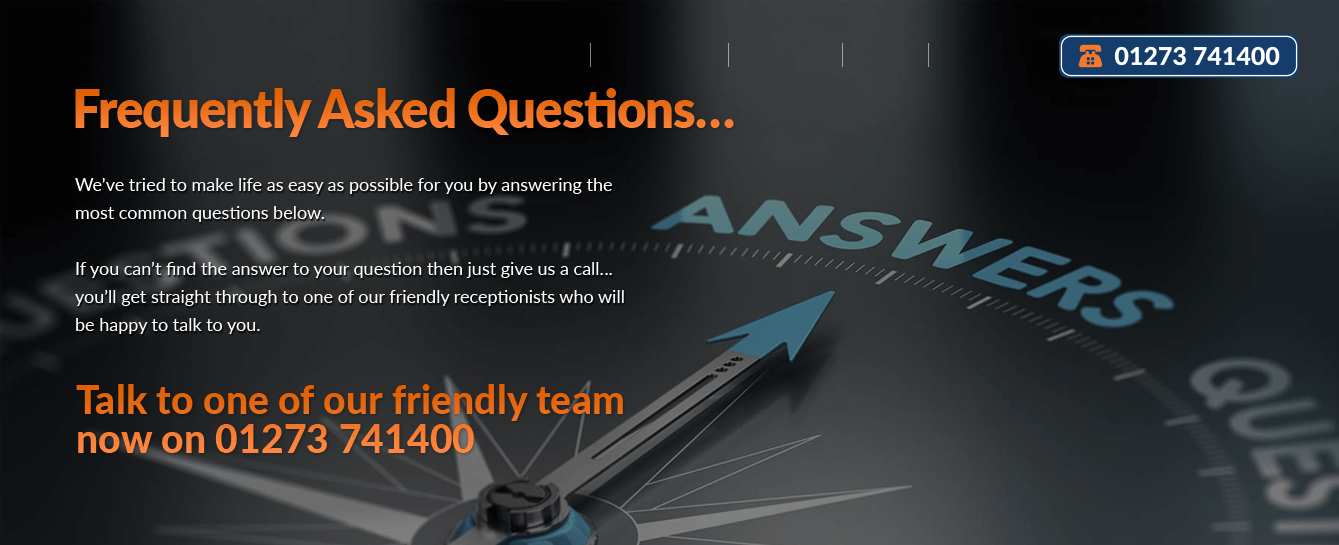 01273 741400
Frequently Asked Questions...
We've tried to make life as easy as possible for you by answering the
most common questions below.
If you can't find the answer to your question then just give us a call...
you'll get straight through to one of our friendly receptionists who will
be happy to talk to you.
Talk to one of our friendly team
now on 01273 741400
QUESTIONS
ANSWERS
QUESTI